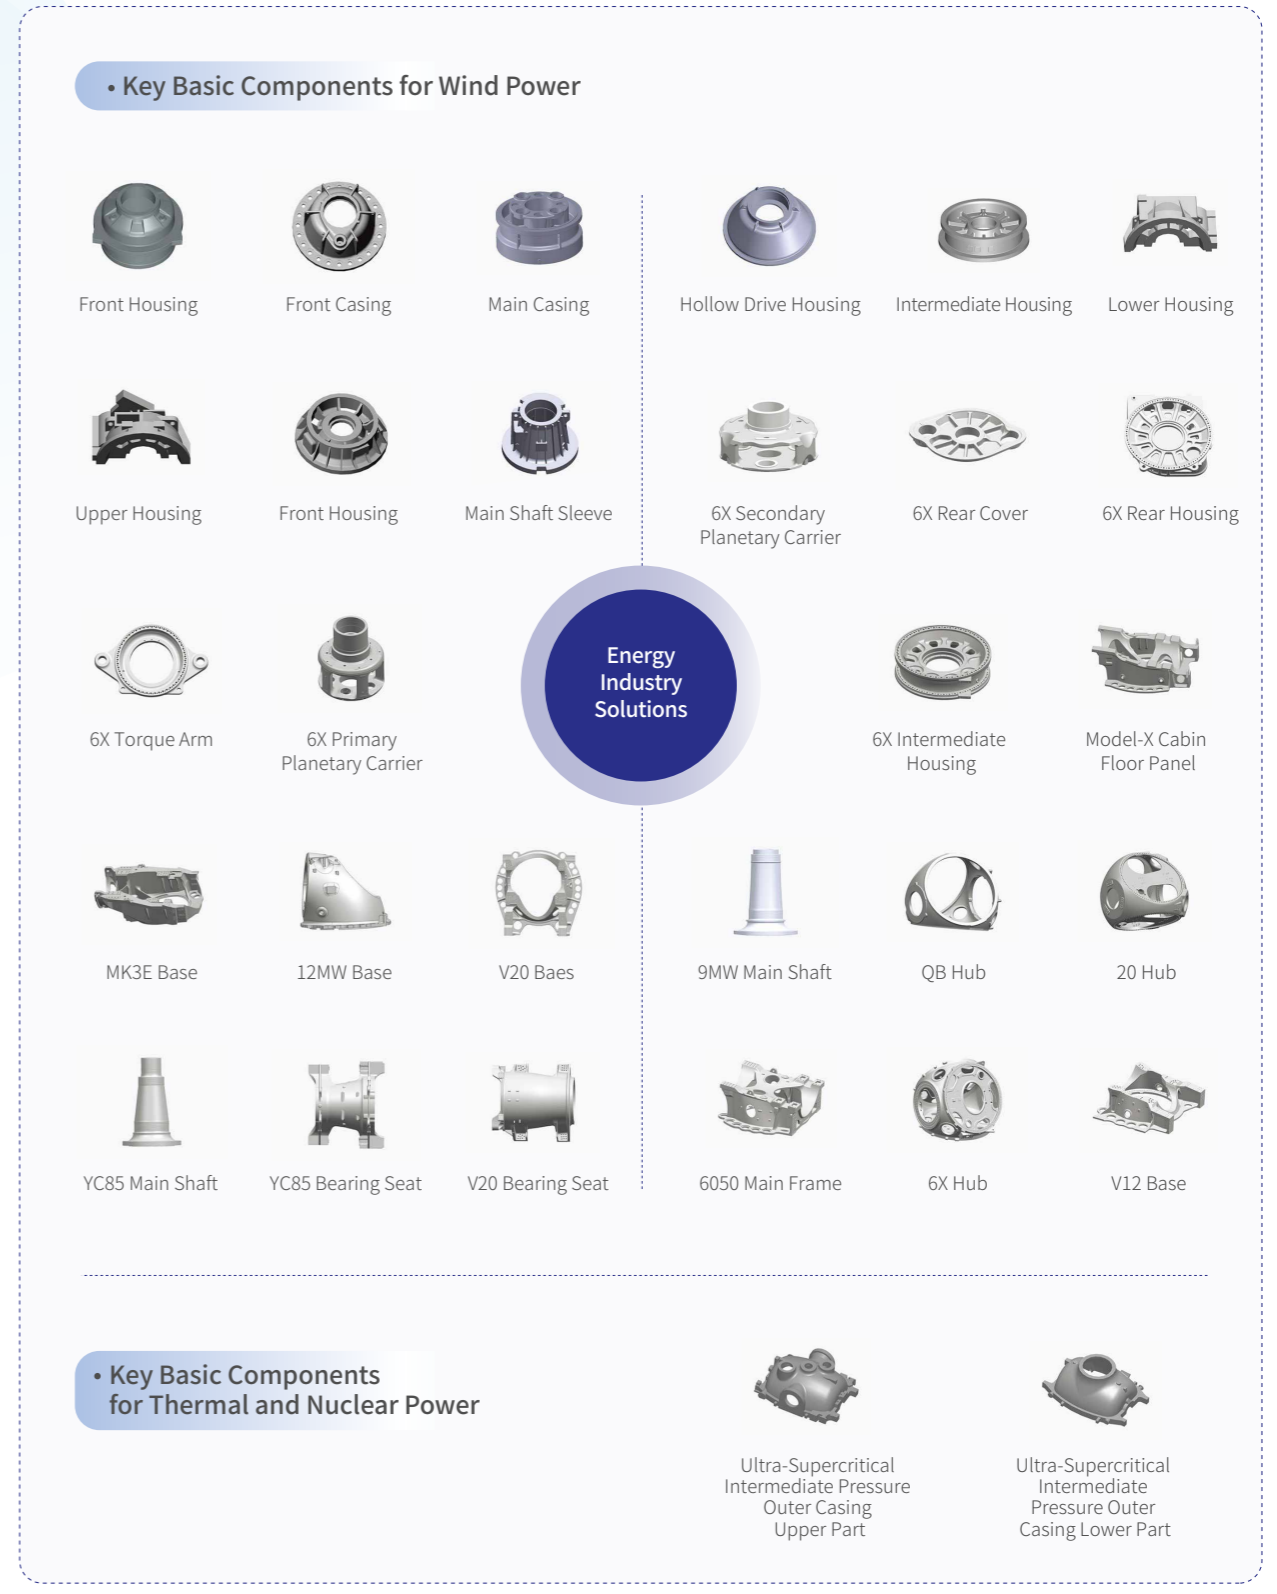 • Key Basic Components for Wind Power
Front Housing
Front Casing
Main Casing
Hollow Drive Housing
Intermediate Housing
Lower Housing
Upper Housing
Front Housing
Main Shaft Sleeve
6X Secondary
Planetary Carrier
6X Rear Cover
6X Rear Housing
Energy
Industry
Solutions
6X Torque Arm
6X Primary
Planetary Carrier
6X Intermediate
Housing
Model-X Cabin
Floor Panel
MK3E Base
12MW Base
V20 Baes
9MW Main Shaft
QB Hub
20 Hub
YC85 Main Shaft
YC85 Bearing Seat
V20 Bearing Seat
6050 Main Frame
6X Hub
V12 Base
• Key Basic Components
for Thermal and Nuclear Power
Ultra-Supercritical
Intermediate Pressure
Outer Casing
Upper Part
Ultra-Supercritical
Intermediate
Pressure Outer
Casing Lower Part